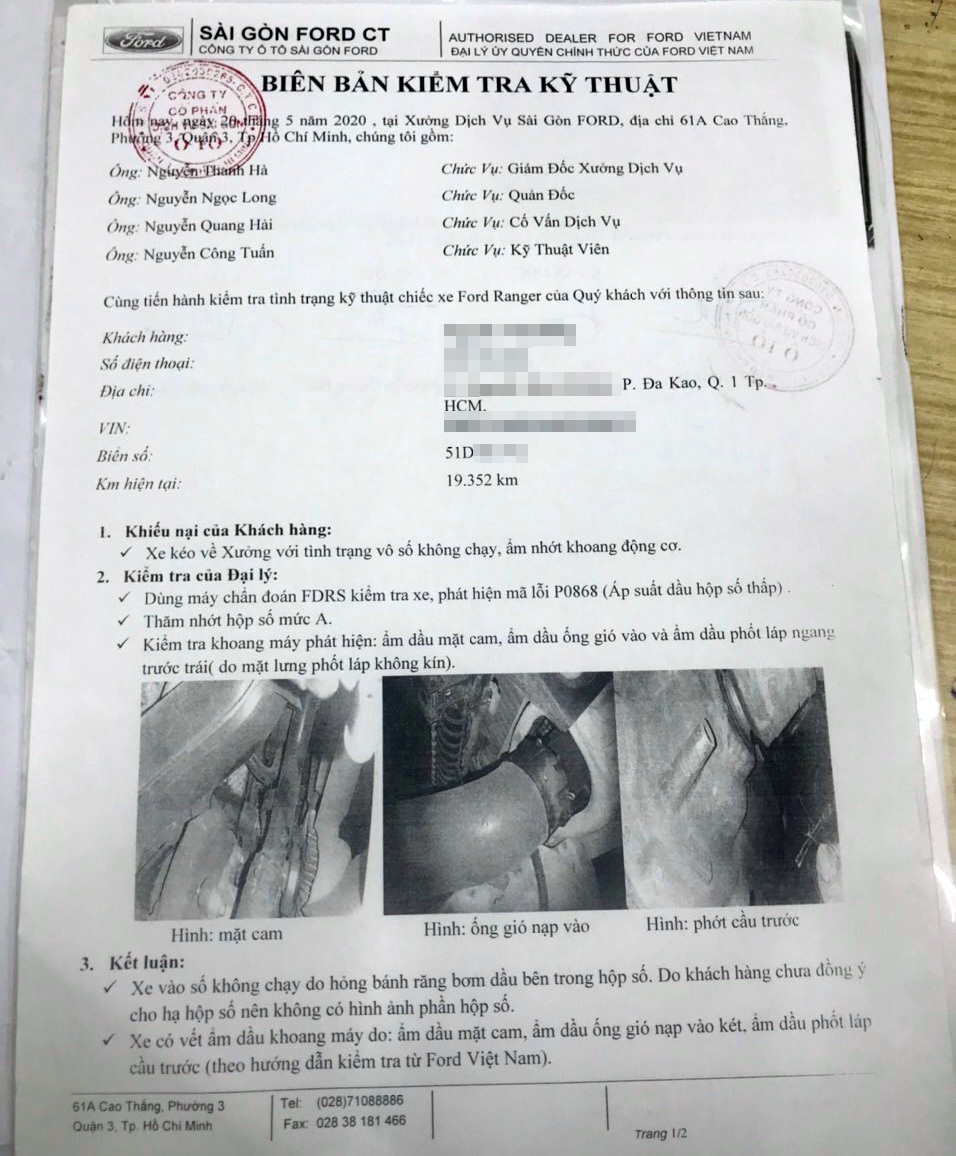 Ford
SÀI GÒN FORD CT
CÔNG TY Ô TÔ SÀI GÒN FORD
AUTHORISED DEALER FOR FORD VIETNAM
ĐẠI LÝ ỦY QUYỀN CHÍNH THỨC CỦA FORD VIỆT NAM
BIÊN BẢN KIỂM TRA KỸ THUẬT
CÔNG TY
CỔ PHẦN
Ô TÔ
Hôm nay, ngày 20 tháng 5 năm 2020 , tại Xưởng Dịch Vụ Sài Gòn FORD, địa chỉ 61A Cao Thắng,
Phường 3, Quận 3, Tp Hồ Chí Minh, chúng tôi gồm:
Ông: Nguyễn Thanh Hà Chức Vụ: Giám Đốc Xưởng Dịch Vụ
Ông: Nguyễn Ngọc Long Chức Vụ: Quản Đốc
Ông: Nguyễn Quang Hải Chức Vụ: Cố Vấn Dịch Vụ
Ông: Nguyễn Công Tuấn Chức Vụ: Kỹ Thuật Viên
Cùng tiến hành kiểm tra tình trạng kỹ thuật chiếc xe Ford Ranger của Quý khách với thông tin sau:
Khách hàng:
Số điện thoại:
Địa chỉ: P. Đa Kao, Q. 1 Tp.
HCM.
VIN:
Biển số: 51D
Km hiện tại: 19.352 km
1. Khiếu nại của Khách hàng:
✓ Xe kéo về Xưởng với tình trạng vô số không chạy, ẩm nhớt khoang động cơ.
2. Kiểm tra của Đại lý:
✓ Dùng máy chẩn đoán FDRS kiểm tra xe, phát hiện mã lỗi P0868 (Áp suất dầu hộp số thấp) .
✓ Thăm nhớt hộp số mức A.
✓ Kiểm tra khoang máy phát hiện: ẩm dầu mặt cam, ẩm dầu ống gió vào và ẩm dầu phốt láp ngang
trước trái( do mặt lưng phốt láp không kín).
Hình: mặt cam
Hình: ống gió nạp vào
Hình: phớt cầu trước
3. Kết luận:
✓ Xe vào số không chạy do hỏng bánh răng bơm dầu bên trong hộp số. Do khách hàng chưa đồng ý
cho hạ hộp số nên không có hình ảnh phần hộp số.
✓ Xe có vết ẩm dầu khoang máy do: ẩm dầu mặt cam, ẩm dầu ống gió nạp vào két, ẩm dầu phốt láp
cầu trước (theo hướng dẫn kiểm tra từ Ford Việt Nam).
61A Cao Thắng, Phường 3
Quận 3, Tp. Hồ Chí Minh
Tel: (028)71088886
Fax: 028 38 181 466
Trang 1/2